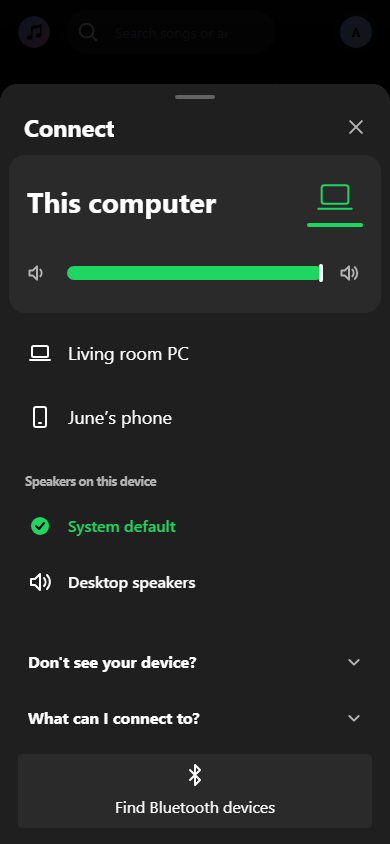 Search songs or ar
A
Connect
This computer
Living room PC
June's phone
Speakers on this device
System default
Desktop speakers
Don't see your device?
What can I connect to?
Find Bluetooth devices